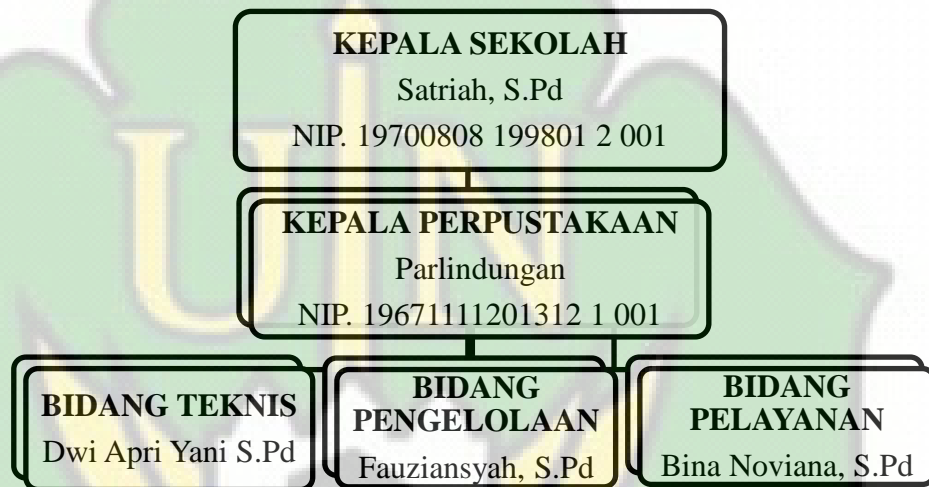 KEPALA SEKOLAH
Satriah, S.Pd
NIP. 19700808 199801 2 001
KEPALA PERPUSTAKAAN
Parlindungan
NIP. 19671111201312 1 001
BIDANG TEKNIS
Dwi Apri Yani S.Pd
BIDANG
PENGELOLAAN
Fauziansyah, S.Pd
BIDANG
PELAYANAN
Bina Noviana, S.Pd
UIN